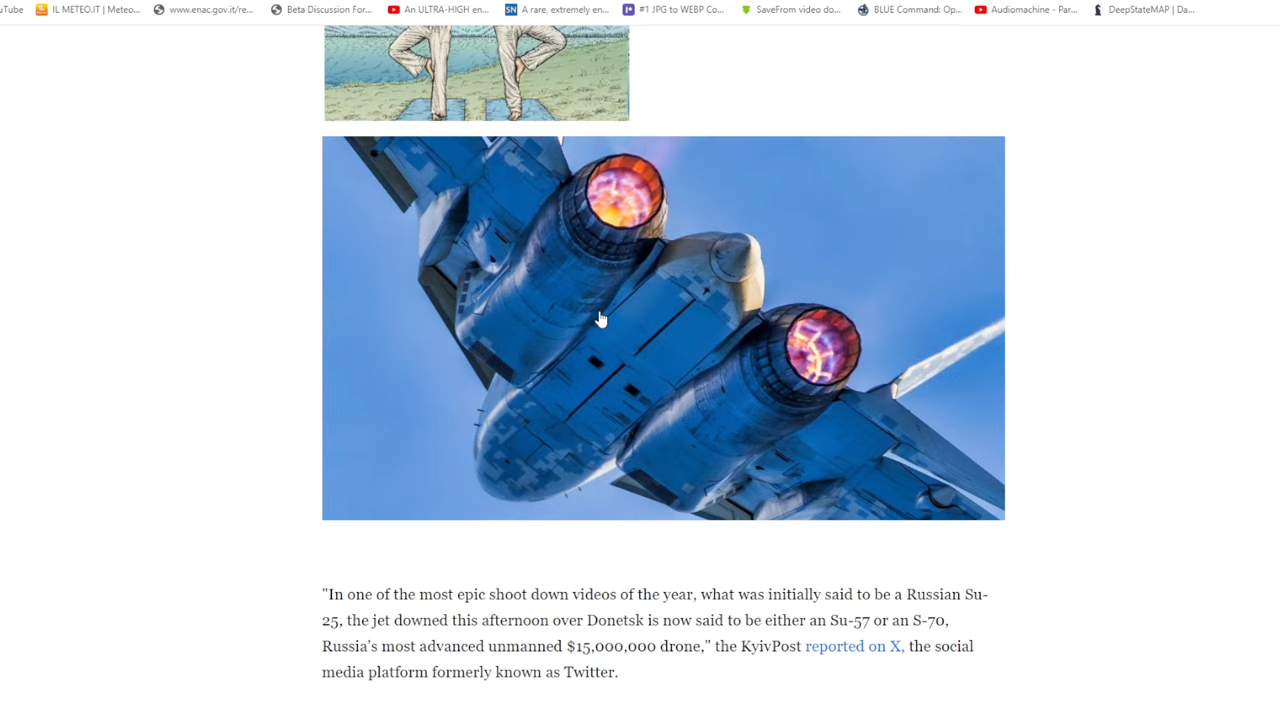 uTube IL METEO.IT | Meteo... www.enac.gov.it/re... Beta Discussion For... An ULTRA-HIGH en... SN A rare, extremely en... #1 JPG to WEBP Co... SaveFrom video do... BLUE Command: Op... Audiomachine - Par... DeepStateMAP | Da...
"In one of the most epic shoot down videos of the year, what was initially said to be a Russian Su-
25, the jet downed this afternoon over Donetsk is now said to be either an Su-57 or an S-70,
Russia's most advanced unmanned $15,000,000 drone," the KyivPost reported on X, the social
media platform formerly known as Twitter.